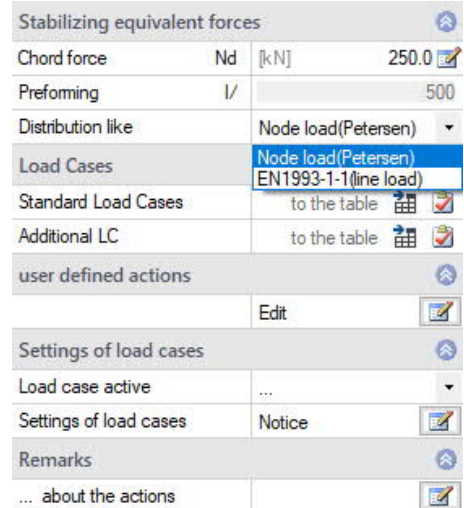 Stabilizing equivalent forces
Chord force Nd [kN] 250.0
Preforming l/ 500
Distribution like Node load(Petersen)
Node load(Petersen)
Load Cases
EN1993-1-1(line load)
Standard Load Cases to the table
Additional LC to the table
user defined actions
Edit
Settings of load cases
Load case active ...
Settings of load cases Notice
Remarks
... about the actions